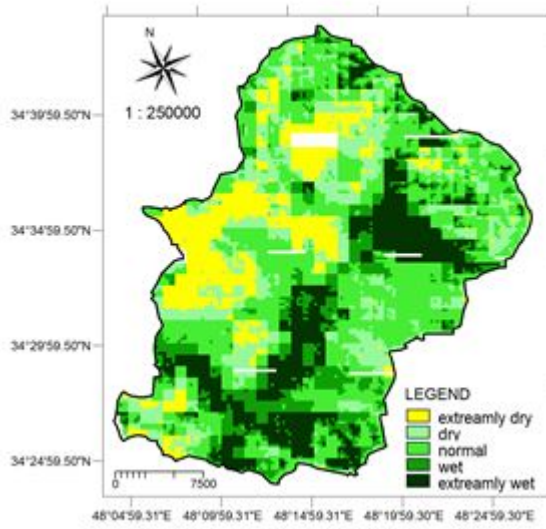 N
1 : 250000
34°39'59.50"N
34°34'59.50"N
34°29'59.50"N
34°24'59.50"N
LEGEND
extreamly dry
dry
normal
wet
extreamly wet
0 7500
48°04'59.31"E 48°09'59.31"E 48°14'59.31"E 48°19'59.30"E 48°24'59.30"E